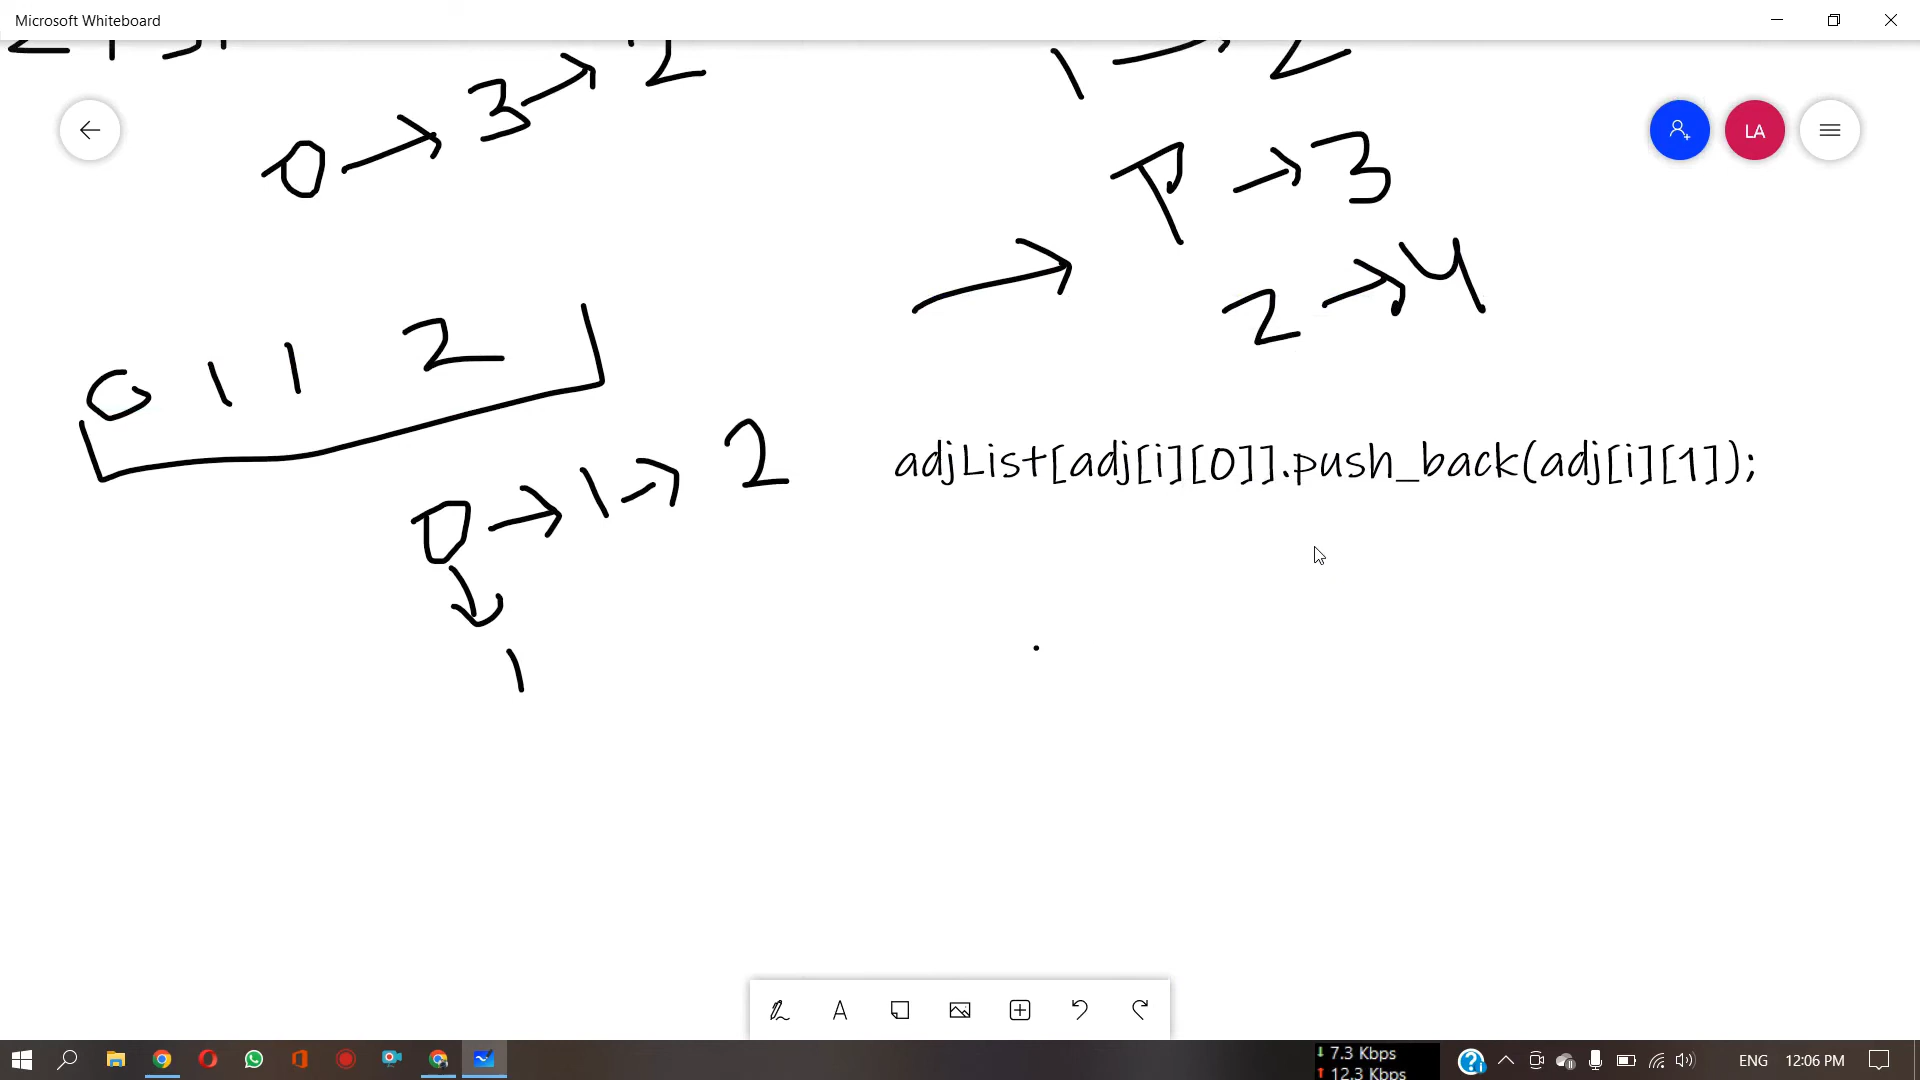 Microsoft Whiteboard
0 → 3 → 2
1 → 2
LA
P → 3
2 → 4
0 1 1 2
0 → 1 → 2
1
adjList[adj[i][0]].push_back(adj[i][1]);
A
7.3 Kbps
12.3 Kbps
ENG
12:06 PM